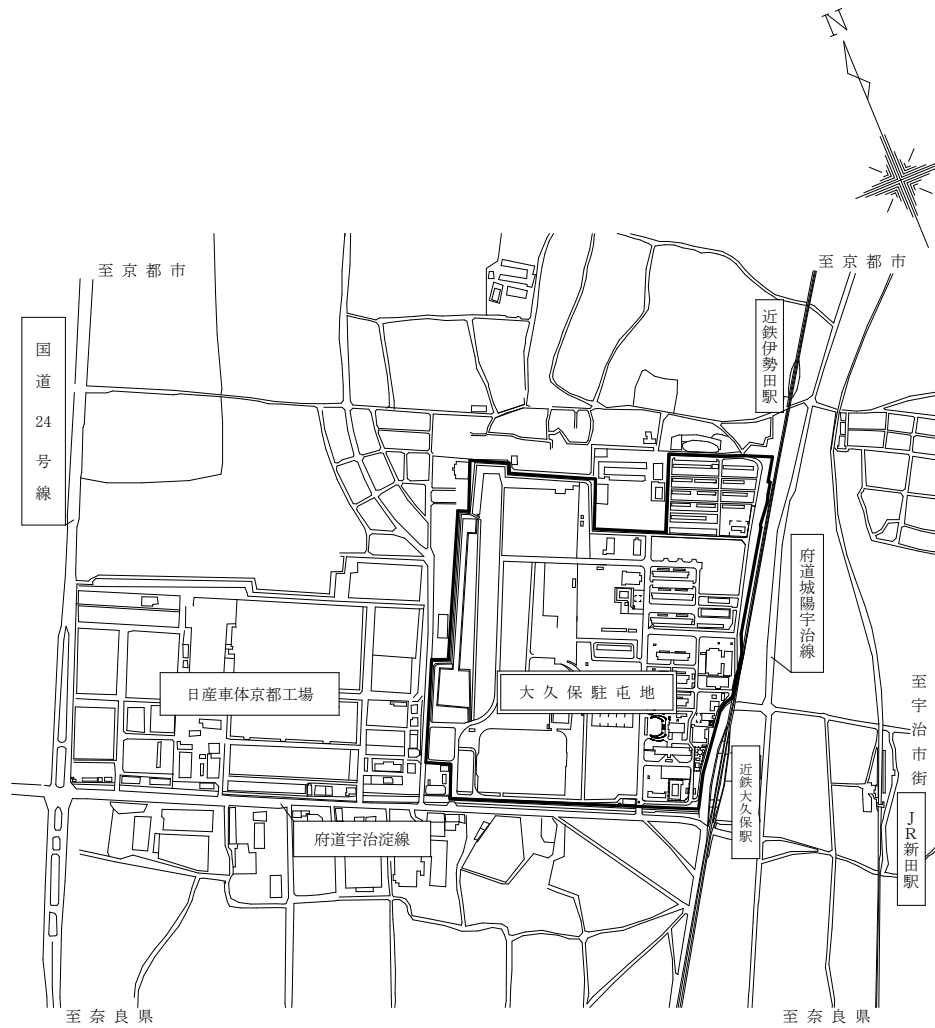 N
至京都市
至京都市
国道24号線
近鉄伊勢田駅
府道城陽宇治線
日産車体京都工場
大久保駐屯地
至宇治市街
近鉄大久保駅
JR新田駅
府道宇治淀線
至奈良県
至奈良県